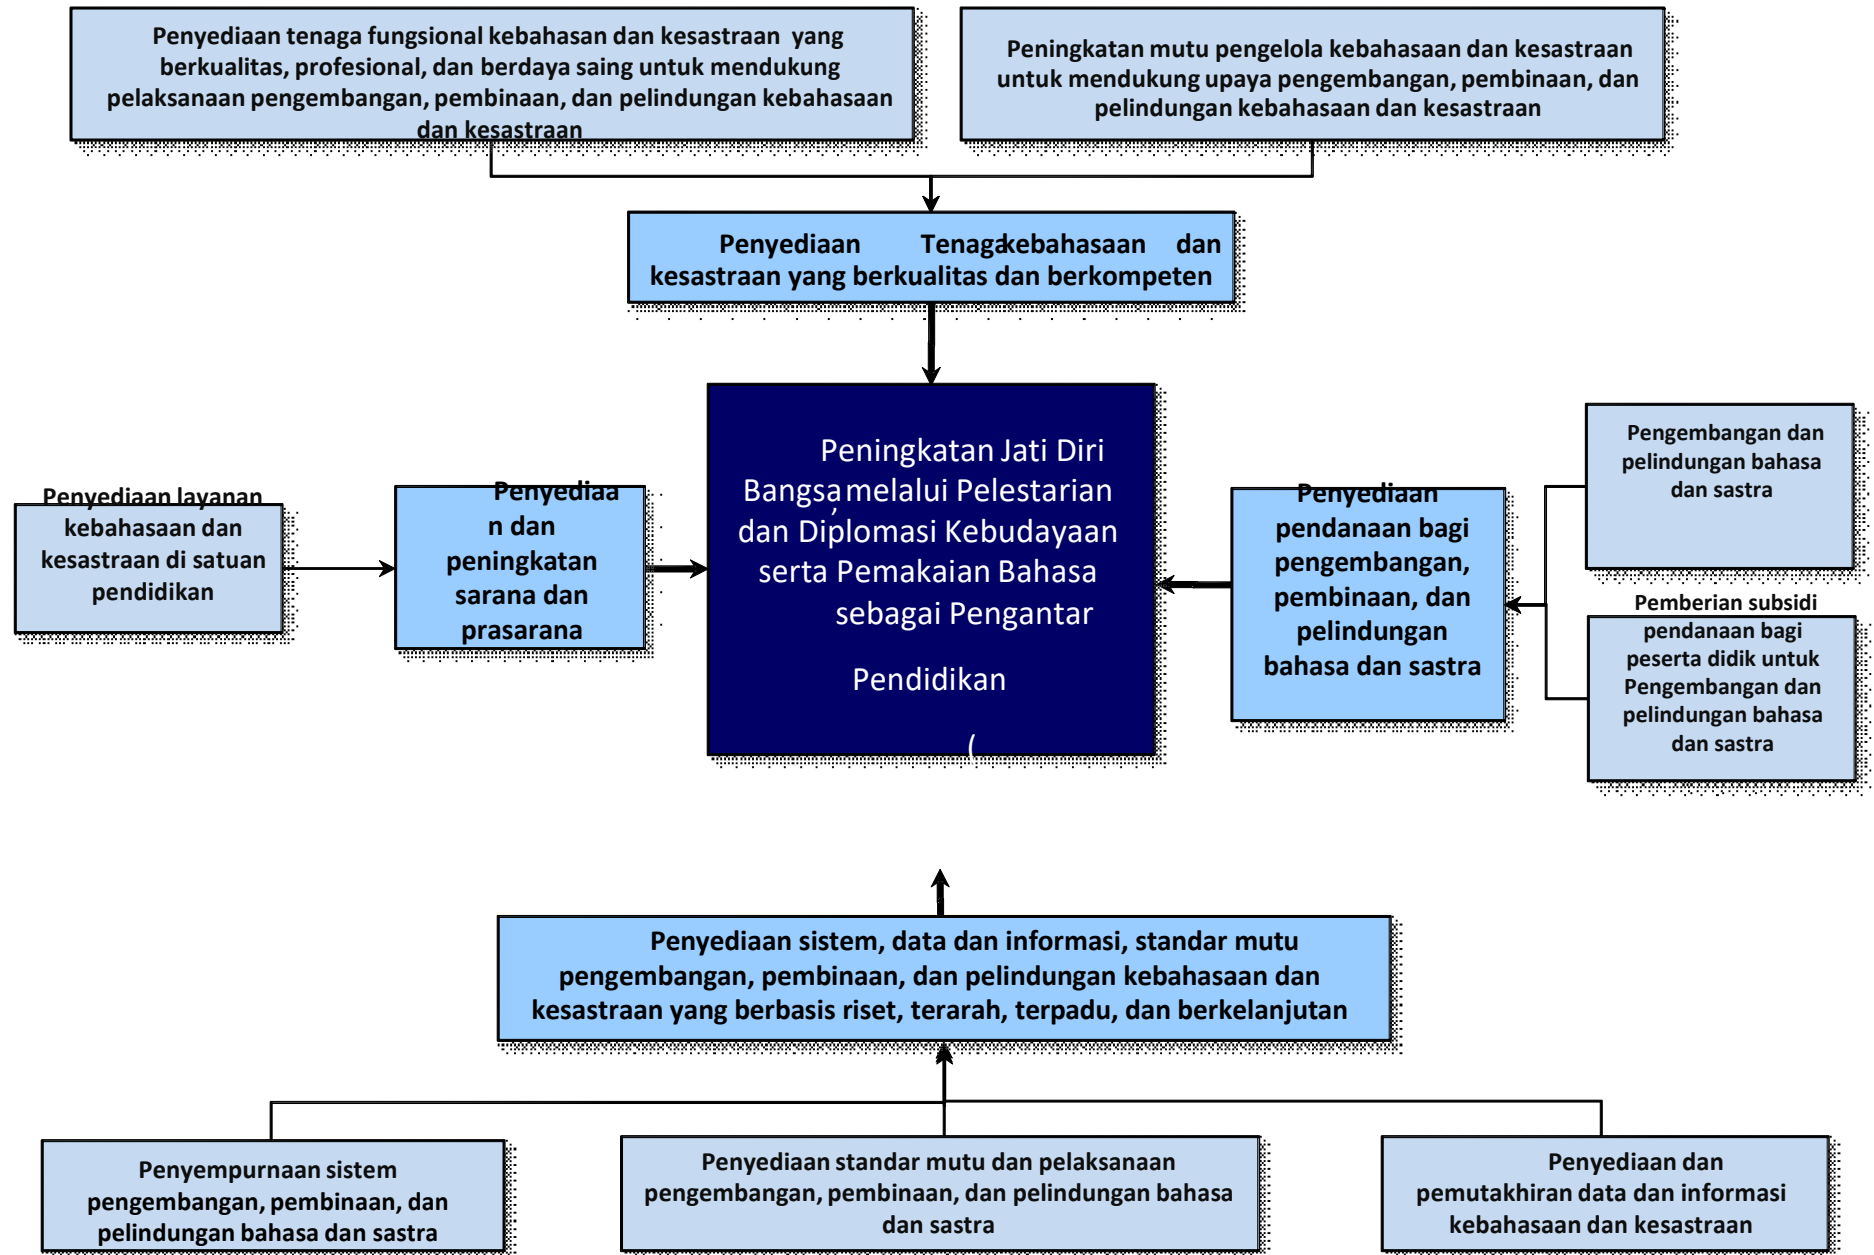 Penyediaan tenaga fungsional kebahasan dan kesastraan yang
berkualitas, profesional, dan berdaya saing untuk mendukung
pelaksanaan pengembangan, pembinaan, dan pelindungan kebahasaan
dan kesastraan
Peningkatan mutu pengelola kebahasaan dan kesastraan
untuk mendukung upaya pengembangan, pembinaan, dan
pelindungan kebahasaan dan kesastraan
Penyediaan Tenagakebahasaan dan
kesastraan yang berkualitas dan berkompeten
Penyediaan layanan
kebahasaan dan
kesastraan di satuan
pendidikan
Penyediaa
n dan
peningkatan
sarana dan
prasarana
Peningkatan Jati Diri
Bangsa, melalui Pelestarian
dan Diplomasi Kebudayaan
serta Pemakaian Bahasa
sebagai Pengantar
Pendidikan
(
Penyediaan
pendanaan bagi
pengembangan,
pembinaan, dan
pelindungan
bahasa dan sastra
Pengembangan dan
pelindungan bahasa
dan sastra
Pemberian subsidi
pendanaan bagi
peserta didik untuk
Pengembangan dan
pelindungan bahasa
dan sastra
Penyediaan sistem, data dan informasi, standar mutu
pengembangan, pembinaan, dan pelindungan kebahasaan dan
kesastraan yang berbasis riset, terarah, terpadu, dan berkelanjutan
Penyempurnaan sistem
pengembangan, pembinaan, dan
pelindungan bahasa dan sastra
Penyediaan standar mutu dan pelaksanaan
pengembangan, pembinaan, dan pelindungan bahasa
dan sastra
Penyediaan dan
pemutakhiran data dan informasi
kebahasaan dan kesastraan